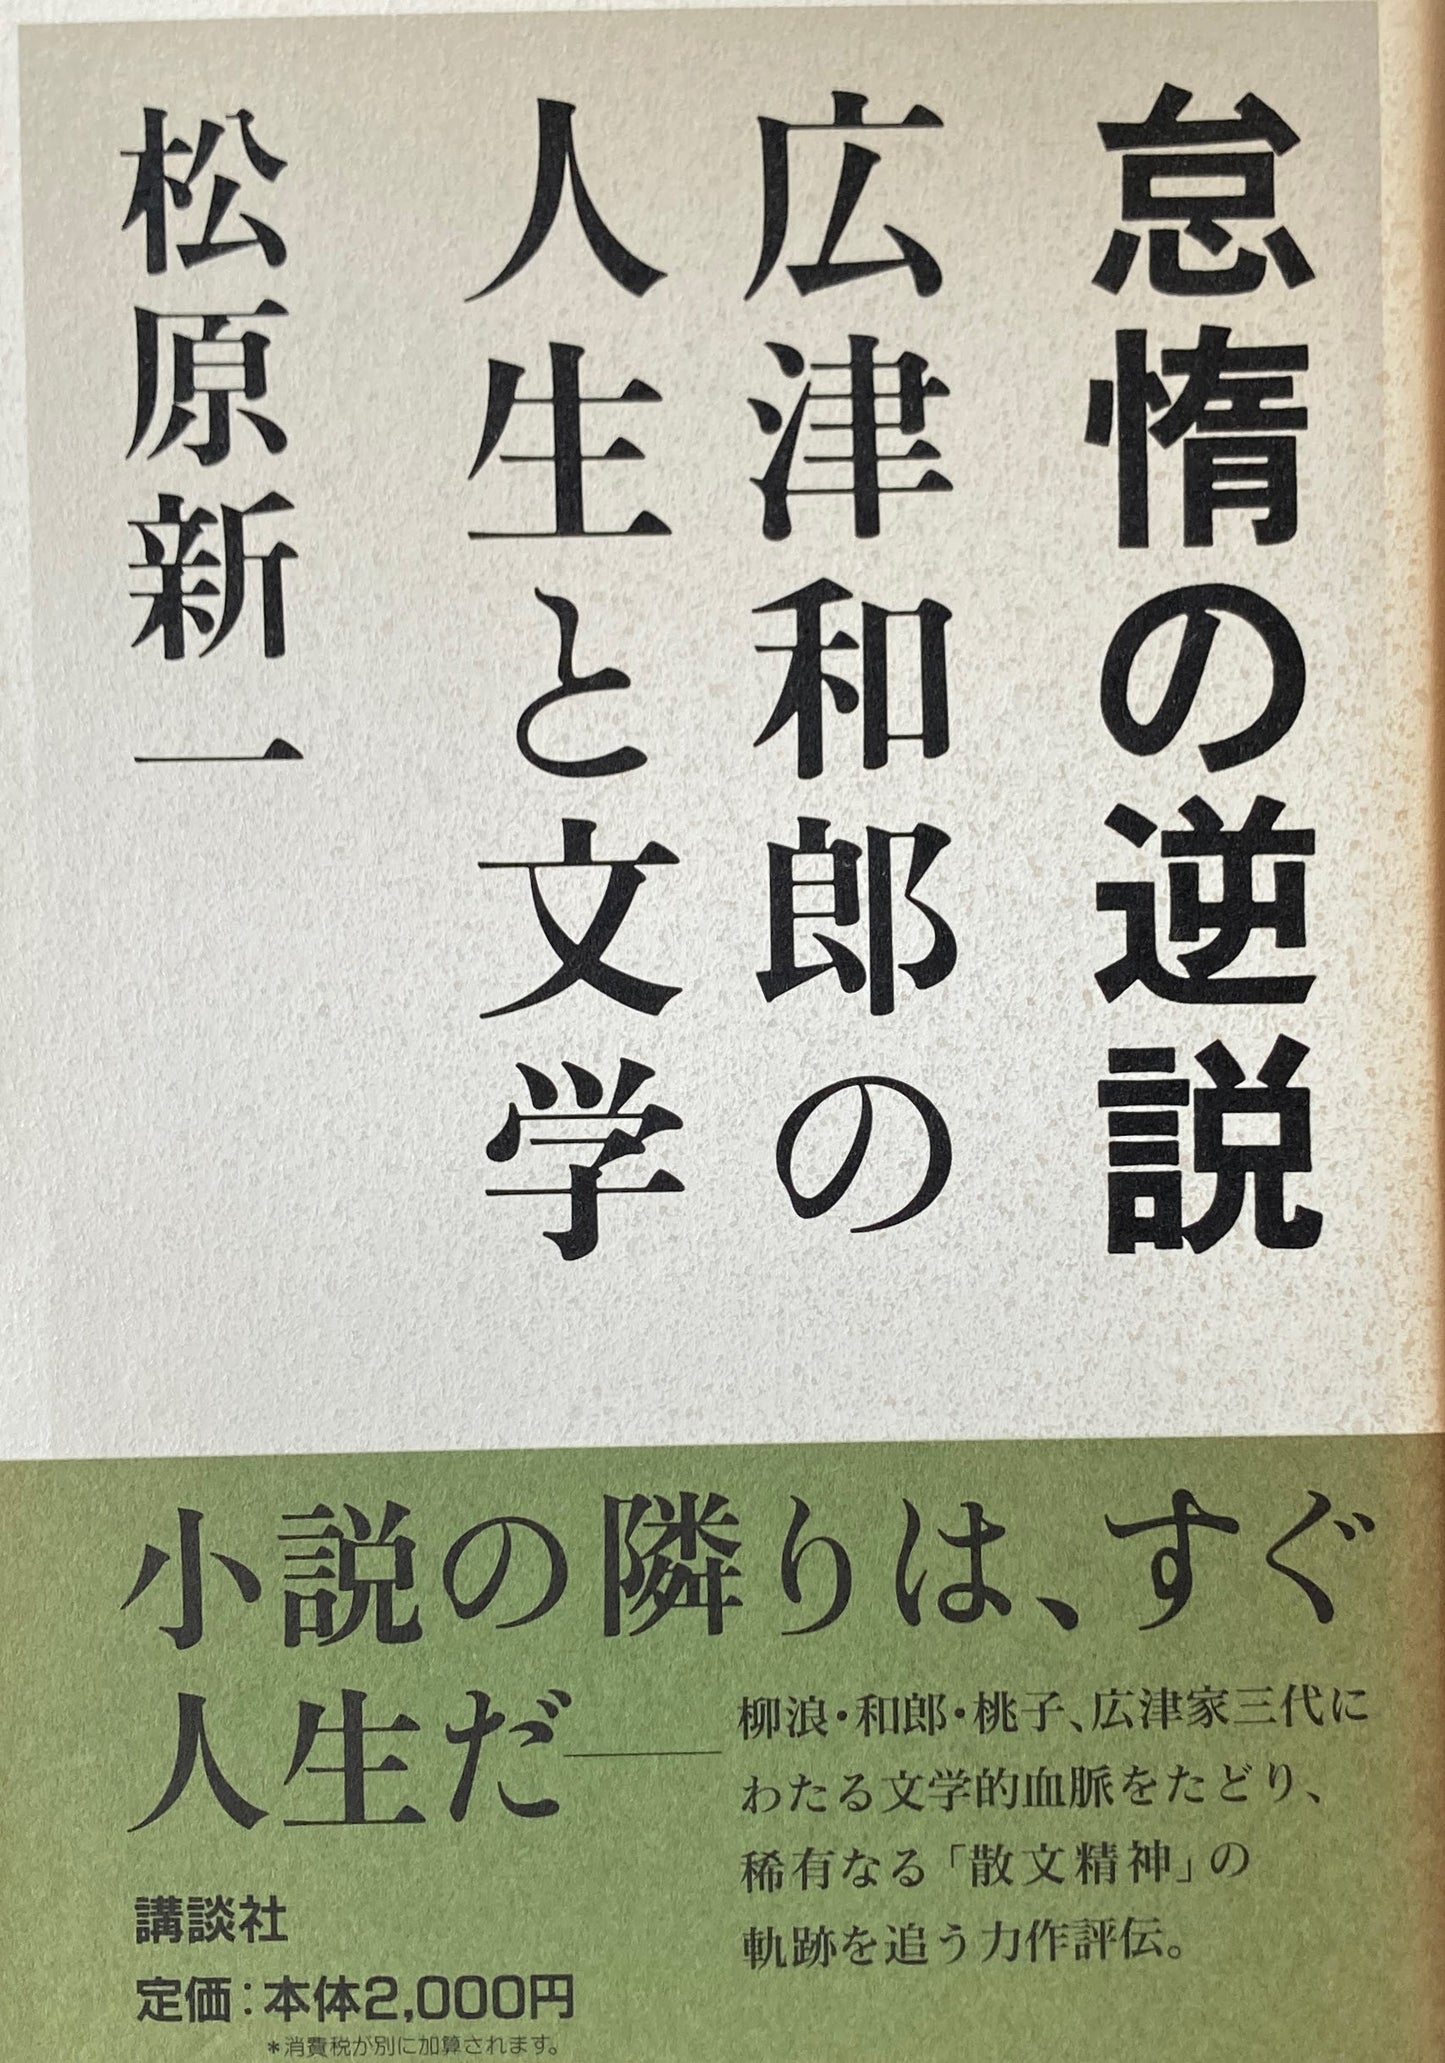 怠惰の逆説
広津和郎の
人生と文学
松原新一
小説の隣りは、すぐ
人生だ――
柳浪・和郎・桃子、広津家三代に
わたる文学的血脈をたどり、
稀有なる「散文精神」の
軌跡を追う力作評伝。
講談社
定価：本体2,000円
＊消費税が別に加算されます。